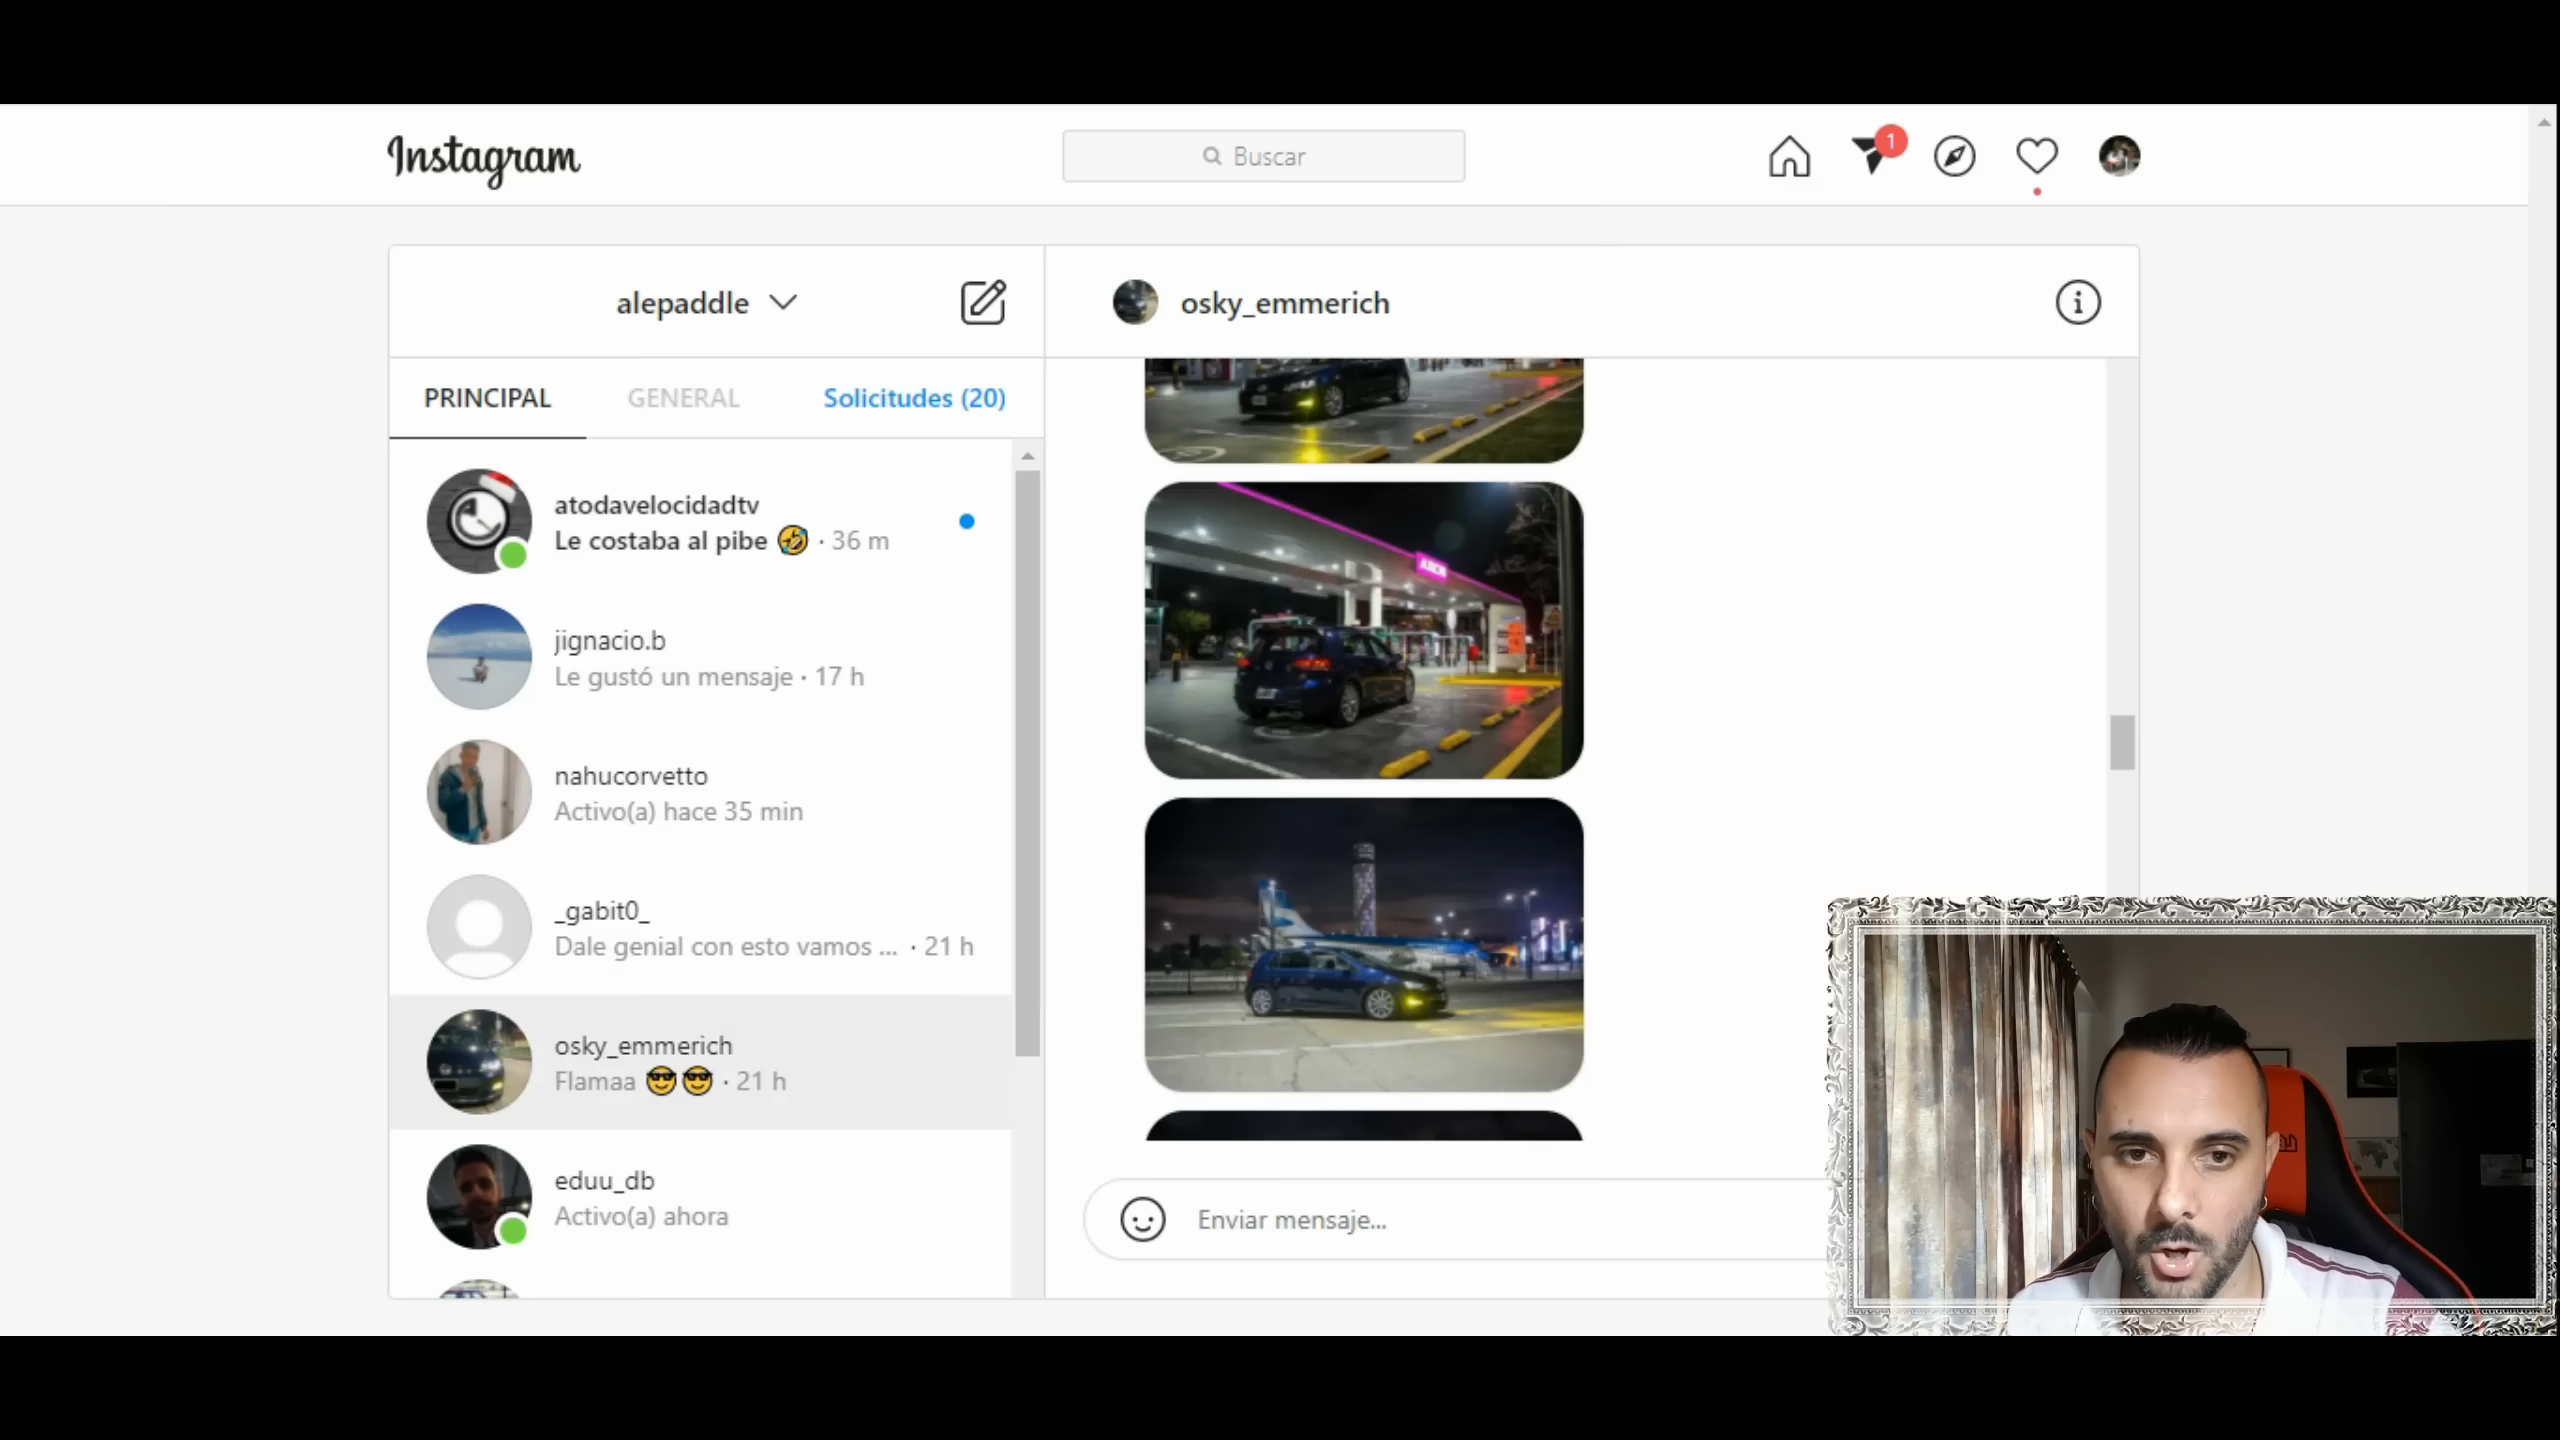 Instagram
Buscar
1
alepaddle
osky_emmerich
PRINCIPAL
GENERAL
Solicitudes (20)
atodavelocidadtv
Le costaba al pibe 🤣 · 36 m
jignacio.b
Le gustó un mensaje · 17 h
nahucorvetto
Activo(a) hace 35 min
_gabit0_
Dale genial con esto vamos ... · 21 h
osky_emmerich
Flamaa 😎😎 · 21 h
eduu_db
Activo(a) ahora
Enviar mensaje...